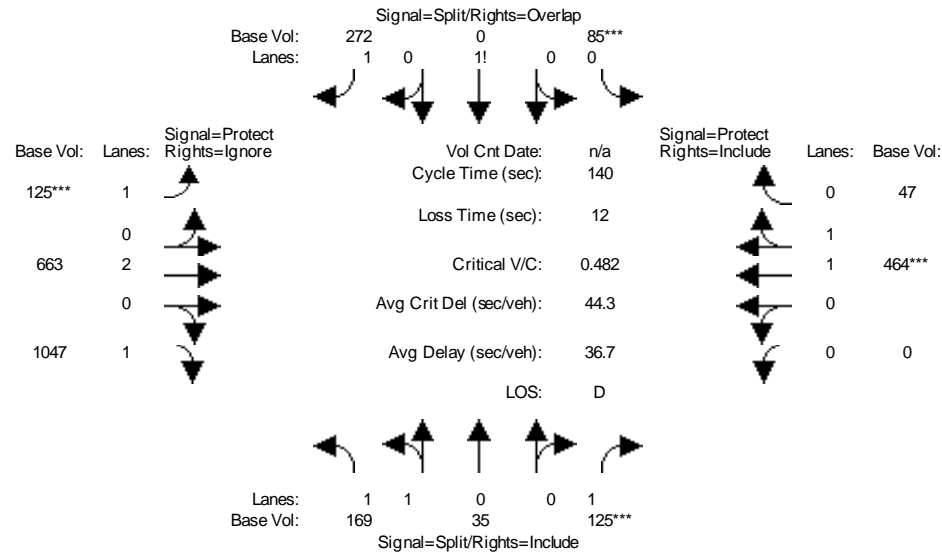 Signal=Split/Rights=Overlap
Base Vol: 272 0 85***
Lanes: 1 0 1! 0 0
Signal=Protect Signal=Protect
Base Vol: Lanes: Rights=Ignore Vol Cnt Date: n/a Rights=Include Lanes: Base Vol:
Cycle Time (sec): 140
125*** 1 0 47
Loss Time (sec): 12
0 1
663 2 Critical V/C: 0.482 1 464***
0 Avg Crit Del (sec/veh): 44.3 0
1047 1 Avg Delay (sec/veh): 36.7 0 0
LOS: D
Lanes: 1 1 0 0 1
Base Vol: 169 35 125***
Signal=Split/Rights=Include